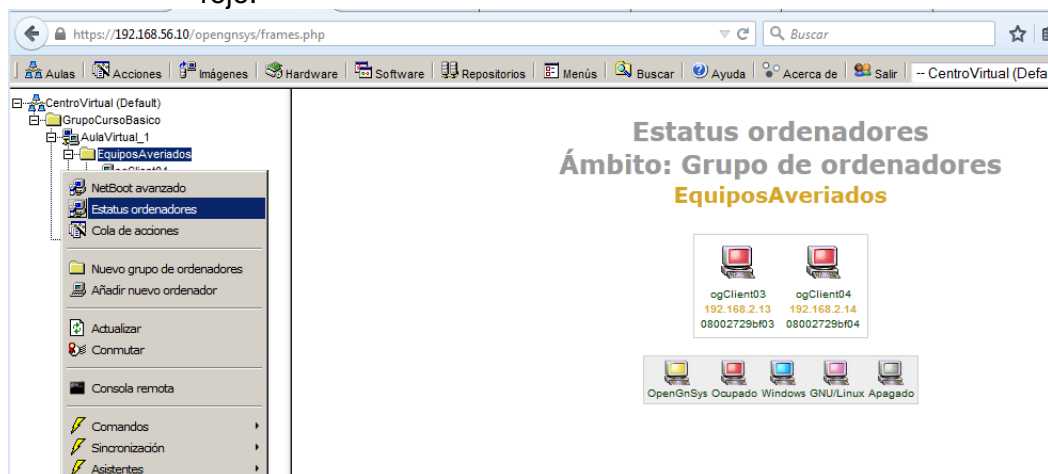 rojo.
https://192.168.56.10/opengnsys/frames.php
Buscar
Aulas Acciones Imágenes Hardware Software Repositorios Menús Buscar Ayuda Acerca de Salir -- CentroVirtual (Defa
CentroVirtual (Default)
GrupoCursoBasico
AulaVirtual_1
EquiposAveriados
ogClient04
NetBoot avanzado
Estatus ordenadores
Cola de acciones
Nuevo grupo de ordenadores
Añadir nuevo ordenador
Actualizar
Conmutar
Consola remota
Comandos
Sincronización
Asistentes
Estatus ordenadores
Ámbito: Grupo de ordenadores
EquiposAveriados
ogClient03 ogClient04
192.168.2.13 192.168.2.14
08002729bf03 08002729bf04
OpenGnSys Ocupado Windows GNU/Linux Apagado